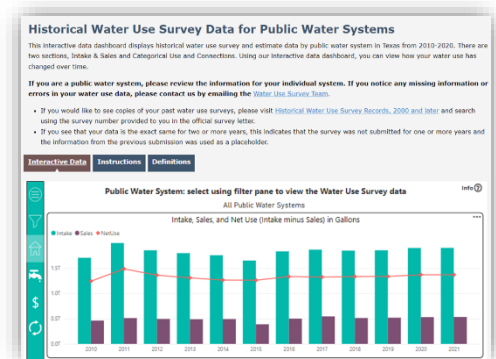 Historical Water Use Survey Data for Public Water Systems
This interactive data dashboard displays historical water use survey and estimate data by public water system in Texas from 2010-2020. There are
two sections, Intake & Sales and Categorical Use and Connections. Using our interactive data dashboard, you can view how your water use has
changed over time.
If you are a public water system, please review the information for your individual system. If you notice any missing information or
errors in your water use data, please contact us by emailing the Water Use Survey Team.
• If you would like to see copies of your past water use surveys, please visit Historical Water Use Survey Records, 2000 and later and search
using the survey number provided to you in the official survey letter.
• If you see that your data is the exact same for two or more years, this indicates that the survey was not submitted for one or more years and
the information from the previous submission was used as a placeholder.
Interactive Data Instructions Definitions
Public Water System: select using filter pane to view the Water Use Survey data
Info ?
All Public Water Systems
Intake, Sales, and Net Use (Intake minus Sales) in Gallons
Intake Sales NetUse
1.5T
1.0T
0.5T
0.0T
2010 2011 2012 2013 2014 2015 2016 2017 2018 2019 2020 2021
$